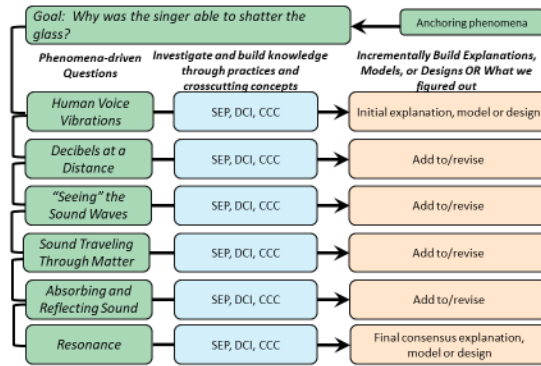 Goal: Why was the singer able to shatter the
glass?
Anchoring phenomena
Phenomena-driven
Questions
Investigate and build knowledge
through practices and
crosscutting concepts
Incrementally Build Explanations,
Models, or Designs OR What we
figured out
Human Voice
Vibrations
SEP, DCI, CCC
Initial explanation, model or design
Decibels at a
Distance
SEP, DCI, CCC
Add to/revise
“Seeing” the
Sound Waves
SEP, DCI, CCC
Add to/revise
Sound Traveling
Through Matter
SEP, DCI, CCC
Add to/revise
Absorbing and
Reflecting Sound
SEP, DCI, CCC
Add to/revise
Resonance
SEP, DCI, CCC
Final consensus explanation,
model or design